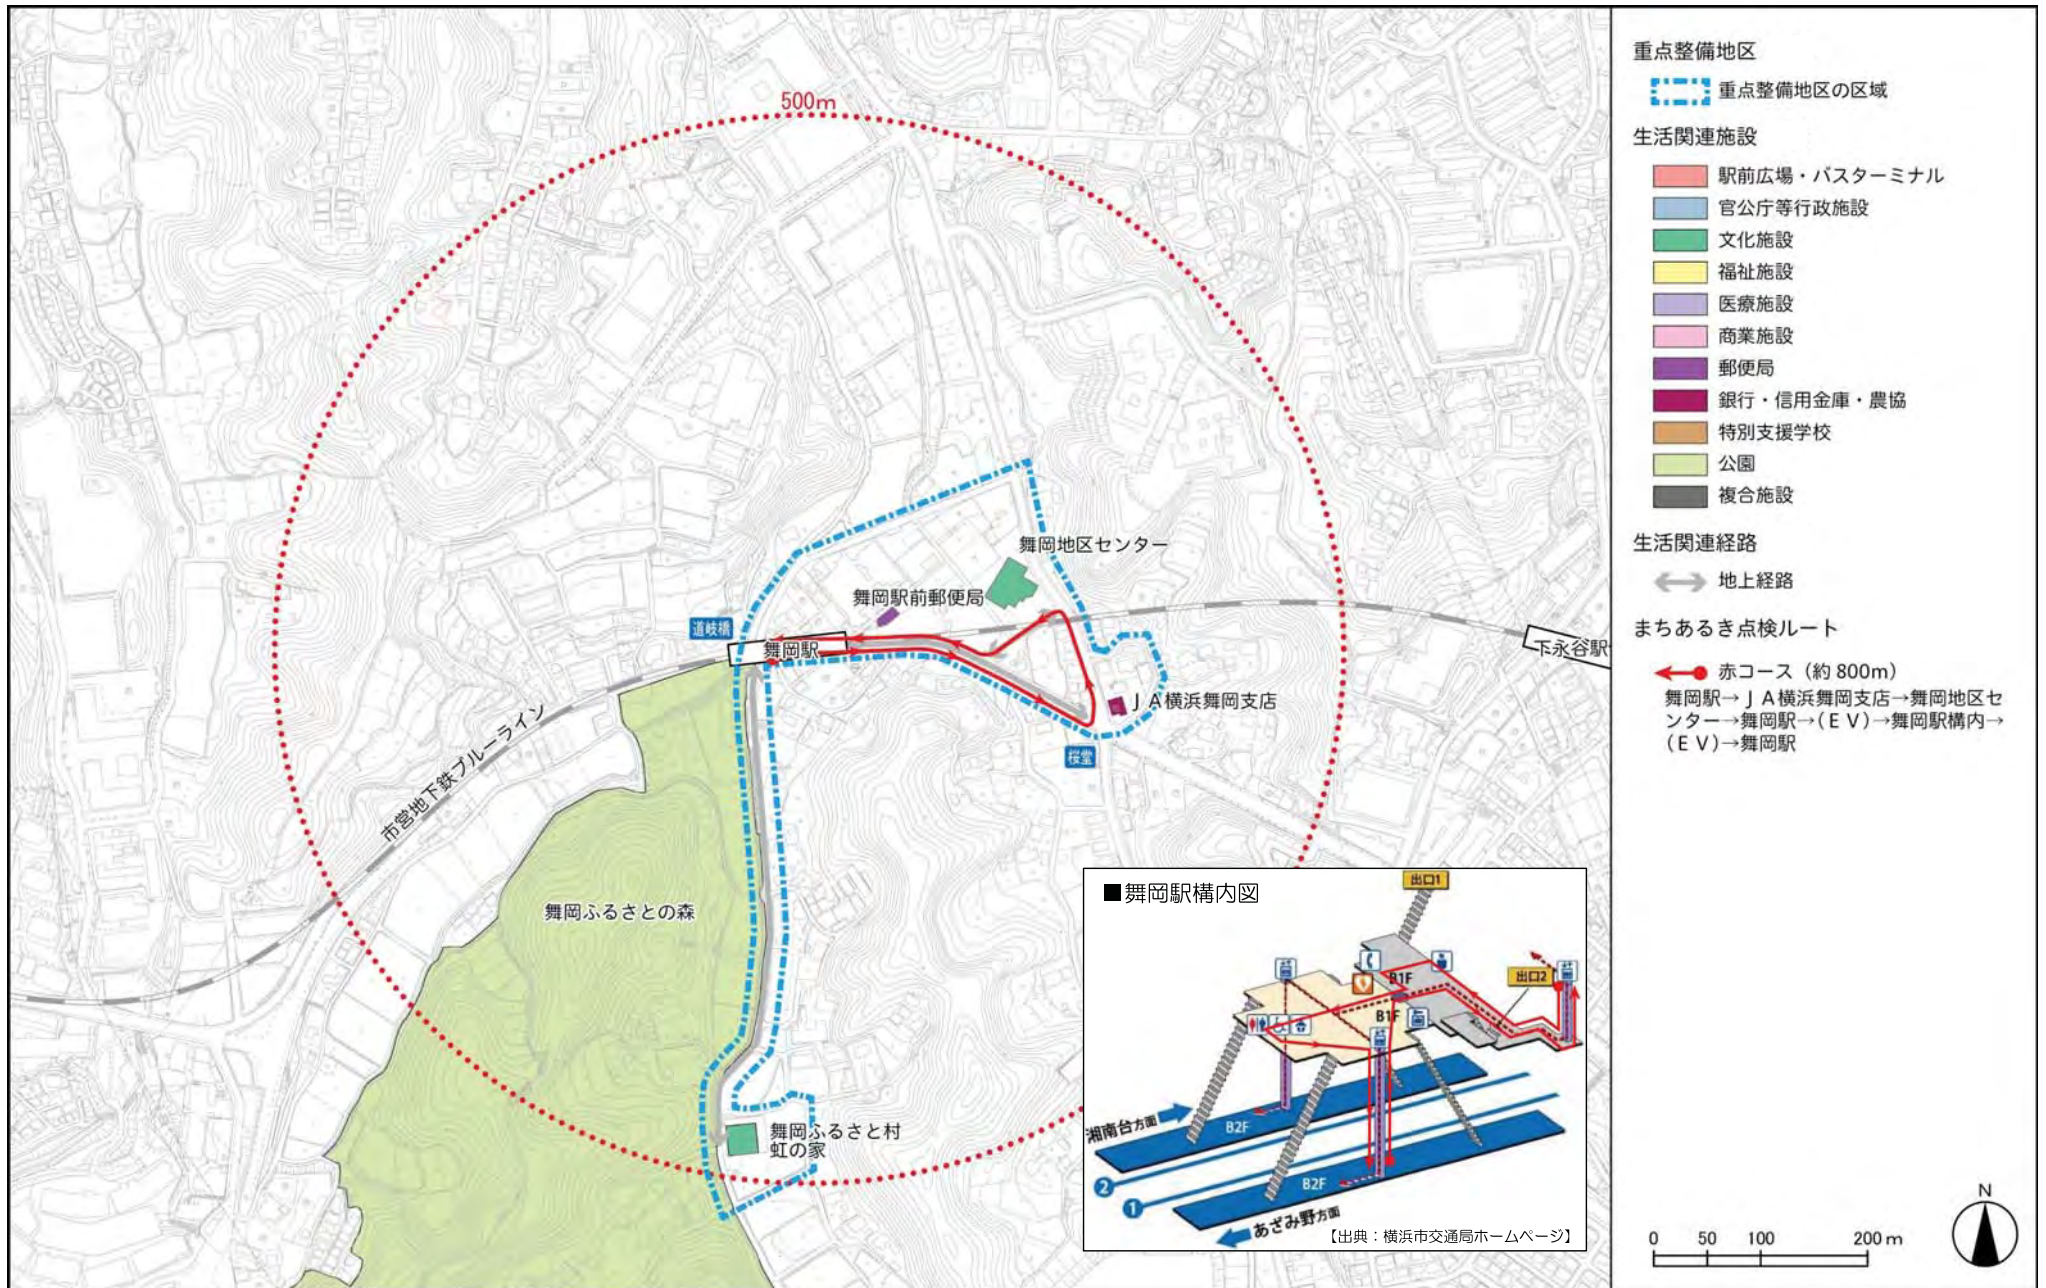 500m
舞岡地区センター
舞岡駅前郵便局
道岐橋
舞岡駅
下永谷駅
JA横浜舞岡支店
桜堂
市営地下鉄ブルーライン
舞岡ふるさとの森
舞岡ふるさと村
虹の家
■舞岡駅構内図
出口1
B1F
出口2
B1F
湘南台方面
B2F
2
1
B2F
あざみ野方面
【出典：横浜市交通局ホームページ】
重点整備地区
重点整備地区の区域
生活関連施設
駅前広場・バスターミナル
官公庁等行政施設
文化施設
福祉施設
医療施設
商業施設
郵便局
銀行・信用金庫・農協
特別支援学校
公園
複合施設
生活関連経路
地上経路
まちあるき点検ルート
赤コース（約800m）
舞岡駅→JA横浜舞岡支店→舞岡地区セ
ンター→舞岡駅→(EV)→舞岡駅構内→
(EV)→舞岡駅
N
0 50 100 200 m